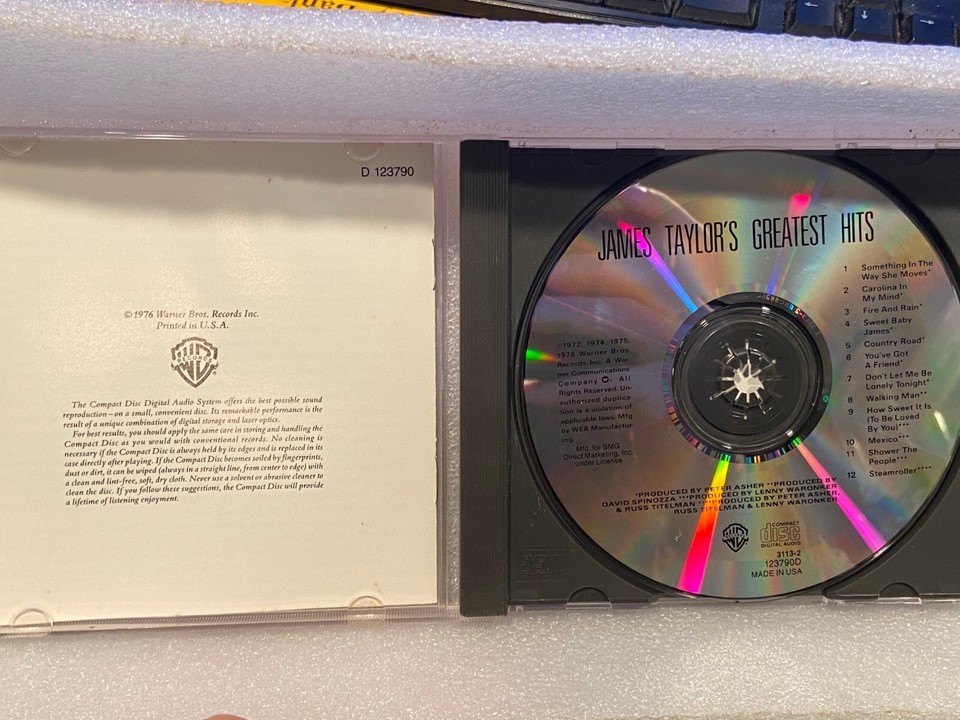 D 123790
©1976 Warner Bros. Records Inc.
Printed in U.S.A.
RECORDS
The Compact Disc Digital Audio System offers the best possible sound
reproduction–on a small, convenient disc. Its remarkable performance is the
result of a unique combination of digital storage and laser optics.
For best results, you should apply the same care in storing and handling the
Compact Disc as you would with conventional records. No cleaning is
necessary if the Compact Disc is always held by its edges and is replaced in its
case directly after playing. If the Compact Disc becomes soiled by fingerprints,
dust or dirt, it can be wiped (always in a straight line, from center to edge) with
a clean and lint-free, soft, dry cloth. Never use a solvent or abrasive cleaner to
clean the disc. If you follow these suggestions, the Compact Disc will provide
a lifetime of listening enjoyment.
JAMES TAYLOR'S GREATEST HITS
1 Something In The
Way She Moves*
2 Carolina In
My Mind*
3 Fire And Rain*
4 Sweet Baby
James*
5 Country Road*
6 You've Got
A Friend*
7 Don't Let Me Be
Lonely Tonight*
8 Walking Man**
9 How Sweet It Is
(To Be Loved
By You)***
10 Mexico***
11 Shower The
People***
12 Steamroller****
©1972, 1974, 1975,
1976 Warner Bros.
Records Inc. A War-
ner Communications
Company. All
Rights Reserved. Un-
authorized duplica-
tion is a violation of
applicable laws. Mfg.
by WEA Manufactur-
ing.
Mfd. for BMG
Direct Marketing, Inc.
under License
*PRODUCED BY PETER ASHER **PRODUCED BY
DAVID SPINOZZA ***PRODUCED BY LENNY WARONKER
& RUSS TITELMAN ****PRODUCED BY PETER ASHER,
RUSS TITELMAN & LENNY WARONKER
COMPACT
disc
DIGITAL AUDIO
3113-2
123790D
MADE IN USA